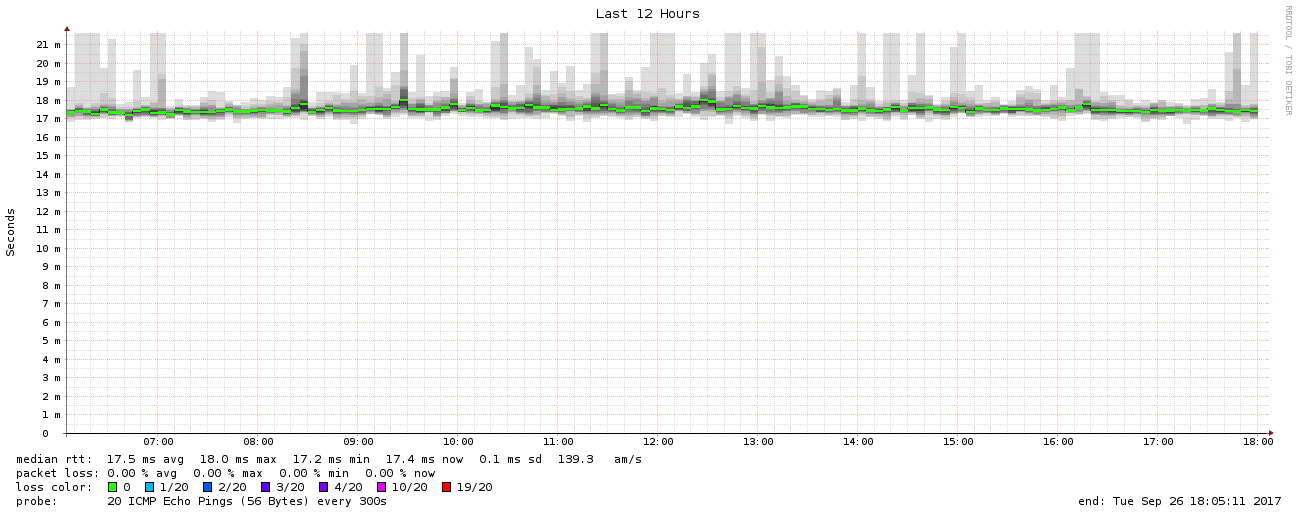 Last 12 Hours
RRDTOOL / TOBI OETIKER
Seconds
21 m
20 m
19 m
18 m
17 m
16 m
15 m
14 m
13 m
12 m
11 m
10 m
9 m
8 m
7 m
6 m
5 m
4 m
3 m
2 m
1 m
0
07:00 08:00 09:00 10:00 11:00 12:00 13:00 14:00 15:00 16:00 17:00 18:00
median rtt: 17.5 ms avg 18.0 ms max 17.2 ms min 17.4 ms now 0.1 ms sd 139.3 am/s
packet loss: 0.00 % avg 0.00 % max 0.00 % min 0.00 % now
loss color: 0 1/20 2/20 3/20 4/20 10/20 19/20
probe: 20 ICMP Echo Pings (56 Bytes) every 300s end: Tue Sep 26 18:05:11 2017